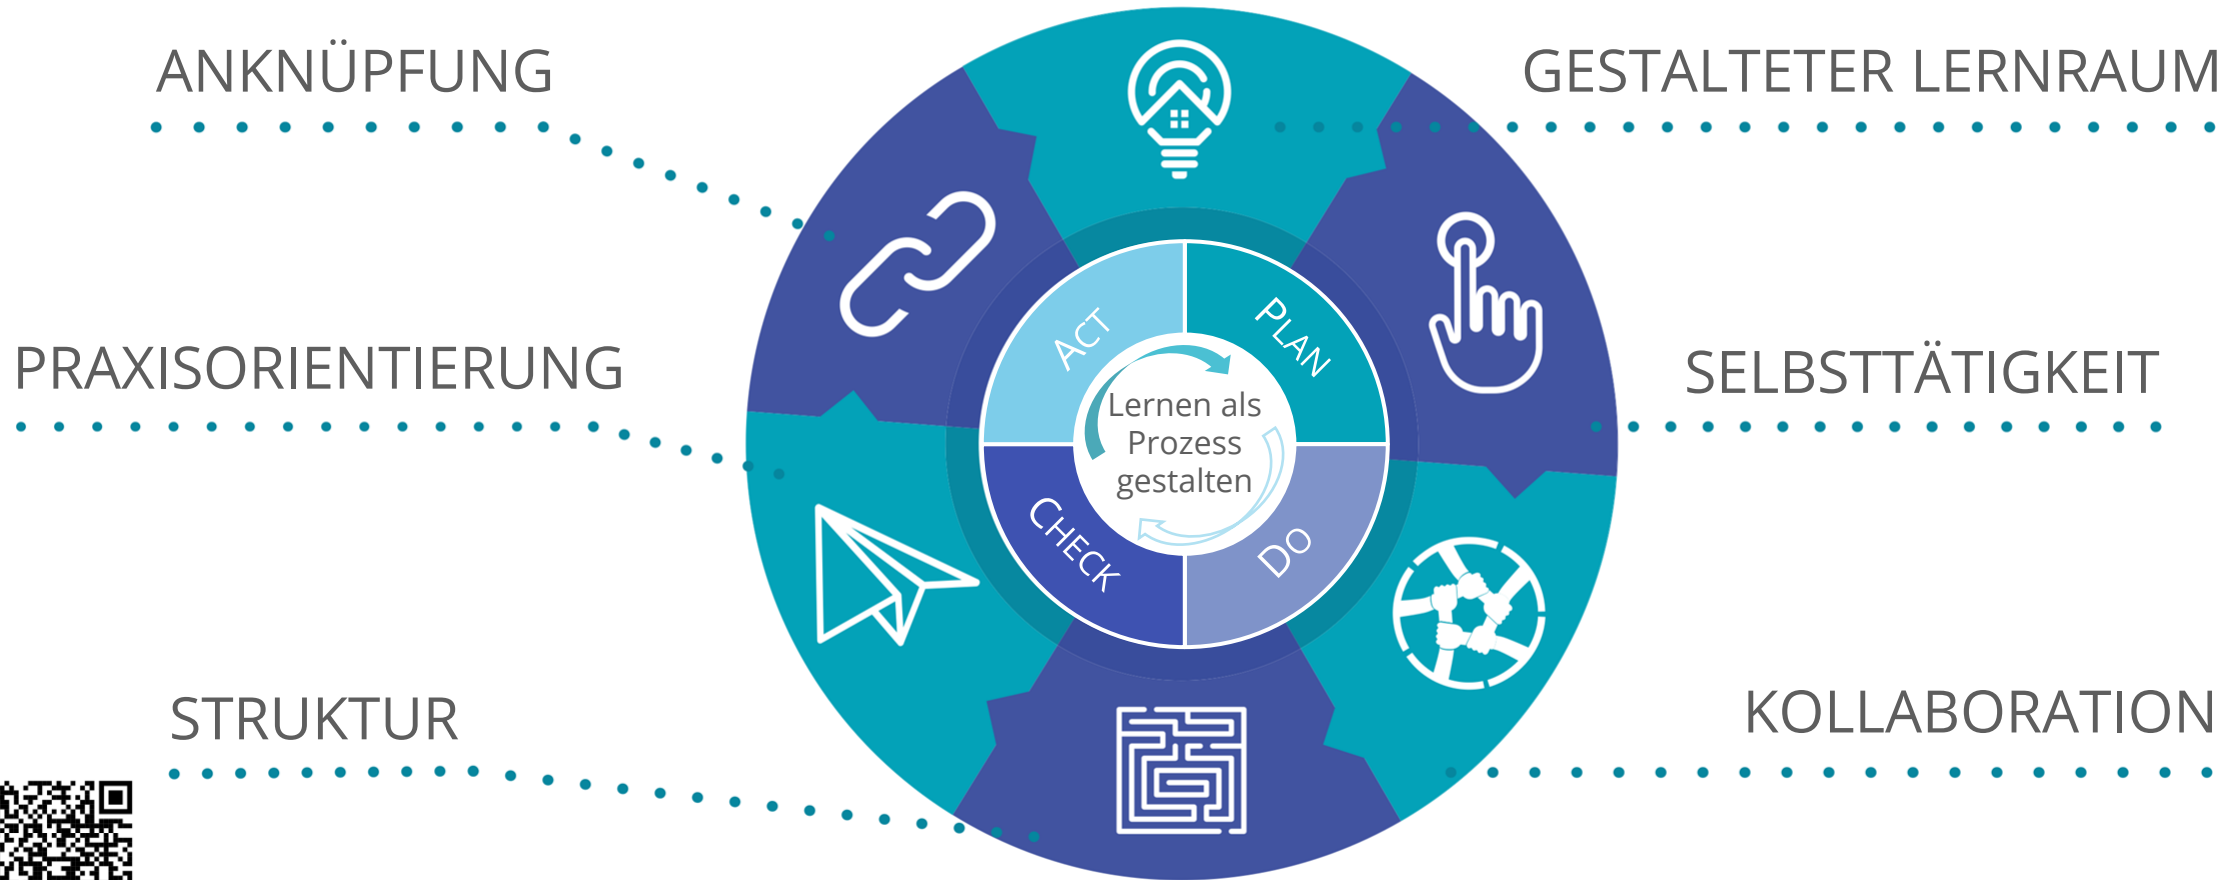 ANKNÜPFUNG
GESTALTETER LERNRAUM
PRAXISORIENTIERUNG
SELBSTTÄTIGKEIT
STRUKTUR
KOLLABORATION
ACT
PLAN
CHECK
DO
Lernen als
Prozess
gestalten